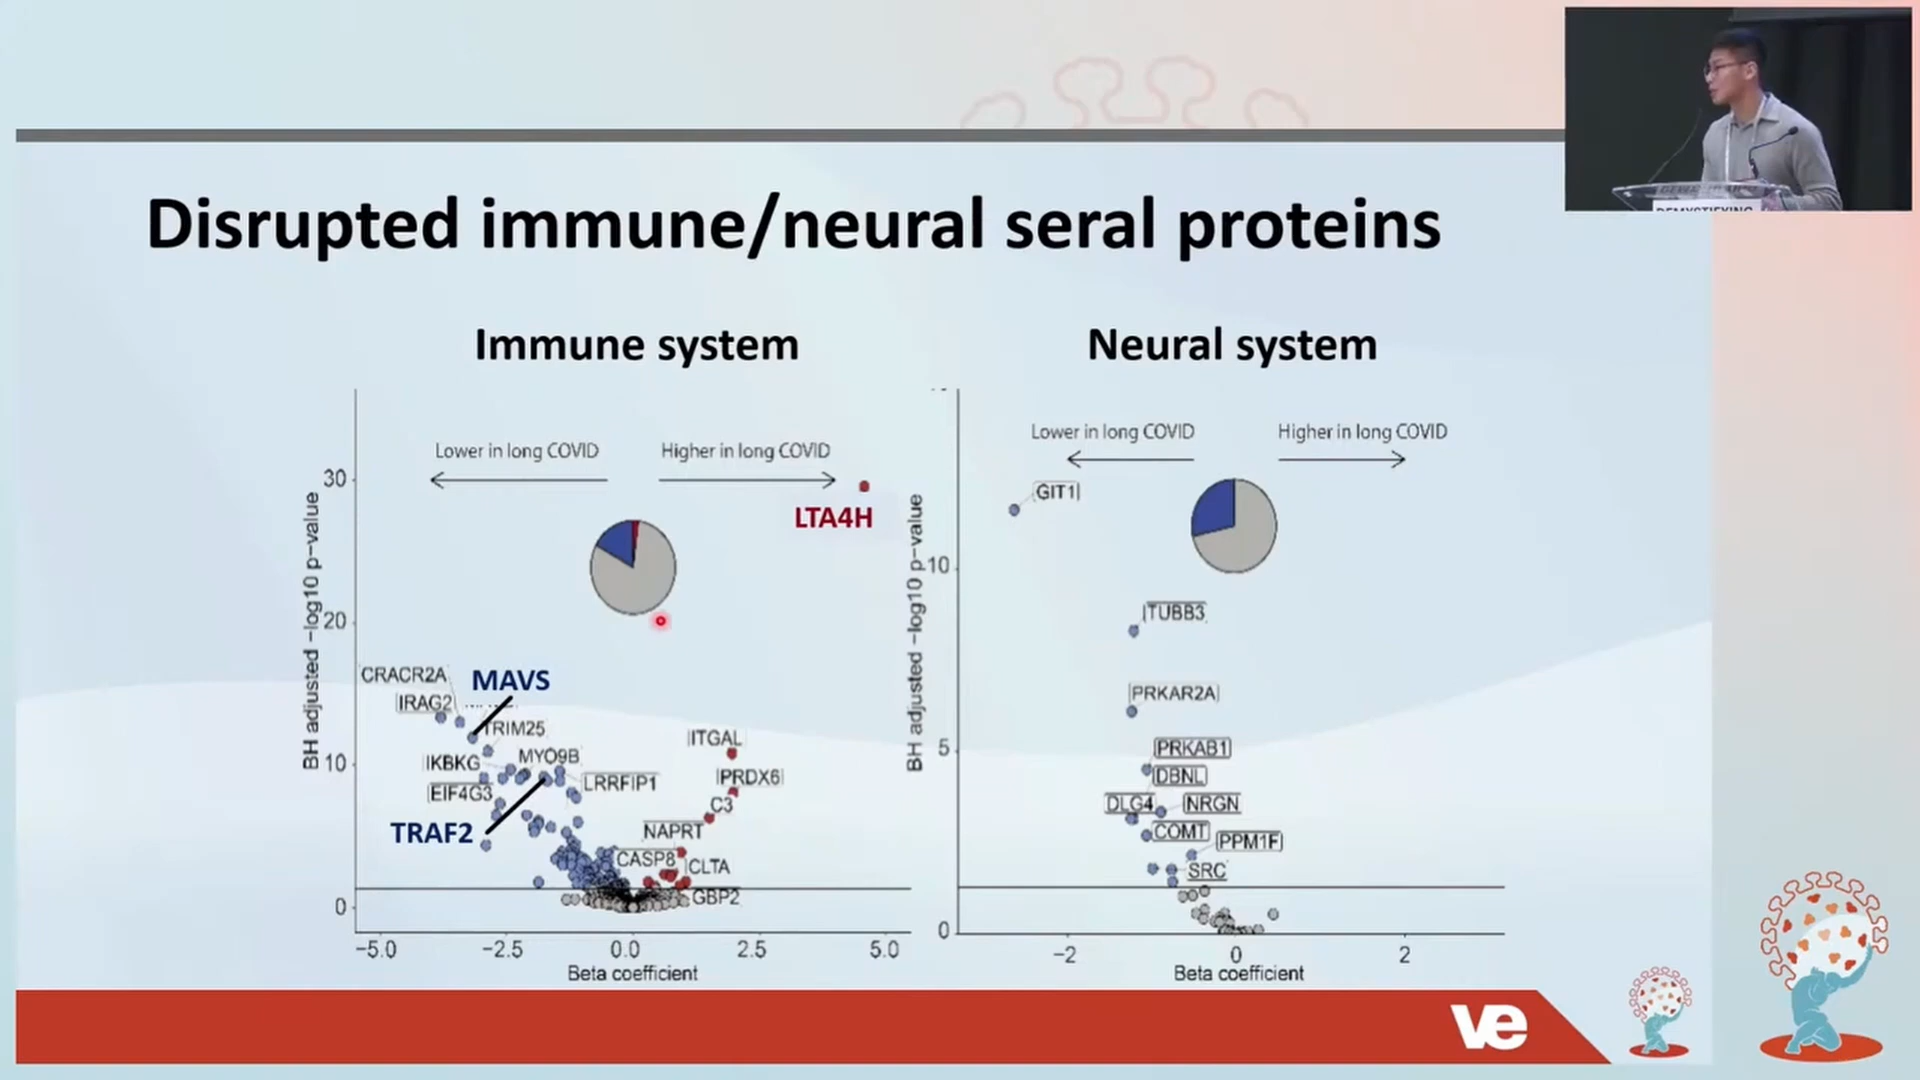 Disrupted immune/neural seral proteins
Immune system
Neural system
Lower in long COVID
Higher in long COVID
BH adjusted −log10 p−value
30
20
10
0
LTA4H
CRACR2A
MAVS
IRAG2
TRIM25
IKBKG
MYO9B
LRRFIP1
EIF4G3
TRAF2
ITGAL
PRDX6
C3
NAPRT
CASP8
CLTA
GBP2
−5.0
−2.5
0.0
2.5
5.0
Beta coefficient
Lower in long COVID
Higher in long COVID
BH adjusted −log10 p−value
10
5
0
GIT1
TUBB3
PRKAR2A
PRKAB1
DBNL
DLG4
NRGN
COMT
PPM1F
SRC
−2
0
2
Beta coefficient
ve
DEMYSTIFYING